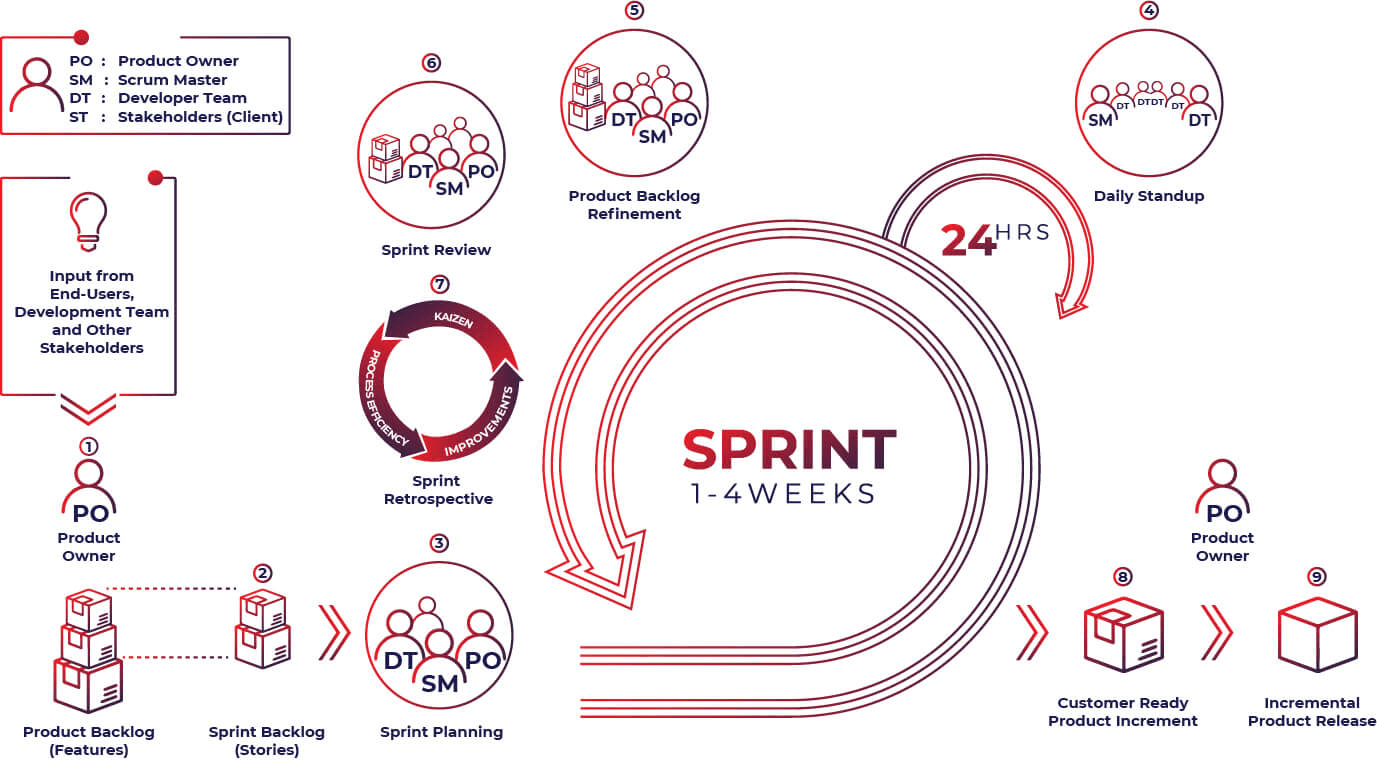 PO : Product Owner
SM : Scrum Master
DT : Developer Team
ST : Stakeholders (Client)
Input from
End-Users,
Development Team
and Other
Stakeholders
1
PO
Product
Owner
Product Backlog
(Features)
2
Sprint Backlog
(Stories)
3
DT
SM
PO
Sprint Planning
4
SM
DT
DT
DT
DT
DT
Daily Standup
24 HRS
5
DT
SM
PO
Product Backlog
Refinement
6
DT
SM
PO
Sprint Review
7
KAIZEN
PROCESS EFFICIENCY
IMPROVEMENTS
Sprint
Retrospective
SPRINT
1-4 WEEKS
PO
Product
Owner
8
Customer Ready
Product Increment
9
Incremental
Product Release